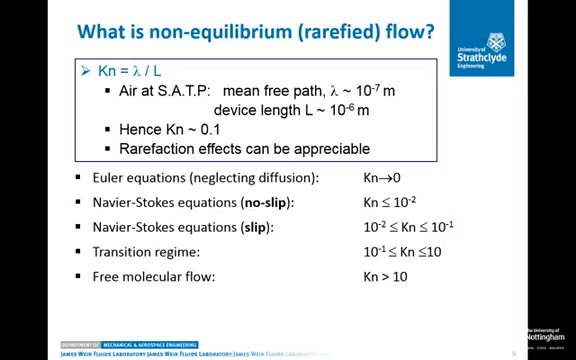 What is non-equilibrium (rarefied) flow?
University of
Strathclyde
Engineering
➢ Kn = λ / L
▪ Air at S.A.T.P: mean free path, λ ~ 10⁻⁷ m
device length L ~ 10⁻⁶ m
▪ Hence Kn ~ 0.1
▪ Rarefaction effects can be appreciable
▪ Euler equations (neglecting diffusion): Kn→0
▪ Navier-Stokes equations (no-slip): Kn ≤ 10⁻²
▪ Navier-Stokes equations (slip): 10⁻² ≤ Kn ≤ 10⁻¹
▪ Transition regime: 10⁻¹ ≤ Kn ≤10
▪ Free molecular flow: Kn > 10
The University of
Nottingham
DEPARTMENT OF MECHANICAL & AEROSPACE ENGINEERING
JAMES WEIR FLUIDS LABORATORY JAMES WEIR FLUIDS LABORATORY JAMES WEIR FLUIDS LABORATORY
9